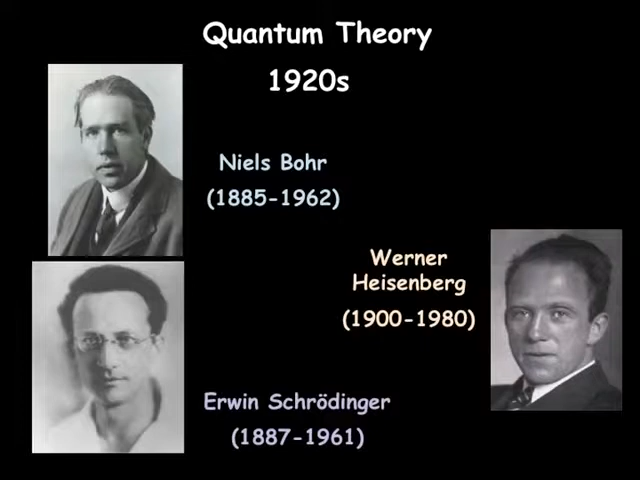 Quantum Theory
1920s
Niels Bohr
(1885-1962)
Werner
Heisenberg
(1900-1980)
Erwin Schrödinger
(1887-1961)